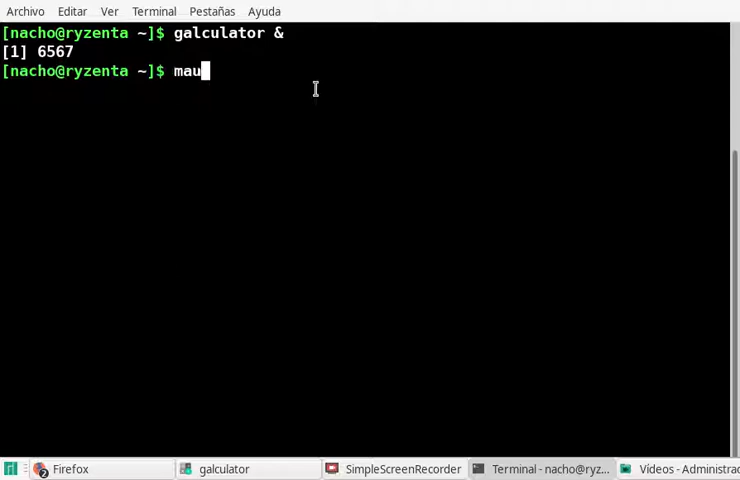 Archivo Editar Ver Terminal Pestañas Ayuda
[nacho@ryzenta ~]$ galculator &
[1] 6567
[nacho@ryzenta ~]$ mau
2 Firefox galculator SimpleScreenRecorder Terminal - nacho@ryz... Vídeos - Administrac